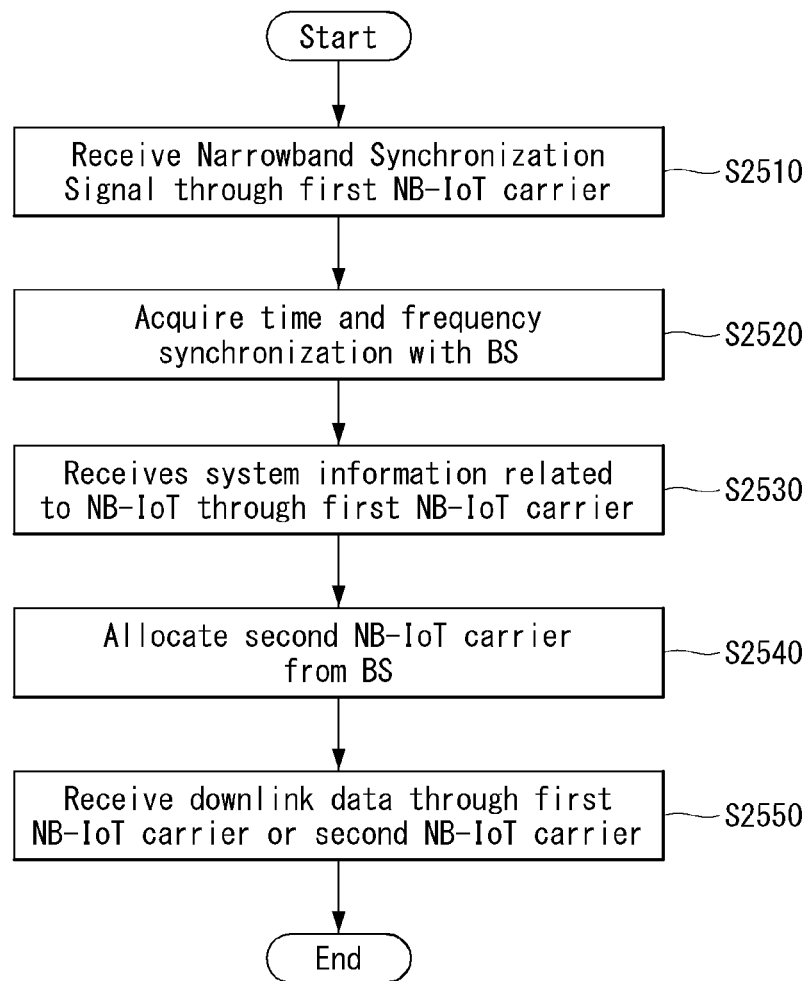 Start
Receive Narrowband Synchronization
Signal through first NB-IoT carrier
S2510
Acquire time and frequency
synchronization with BS
S2520
Receives system information related
to NB-IoT through first NB-IoT carrier
S2530
Allocate second NB-IoT carrier
from BS
S2540
Receive downlink data through first
NB-IoT carrier or second NB-IoT carrier
S2550
End